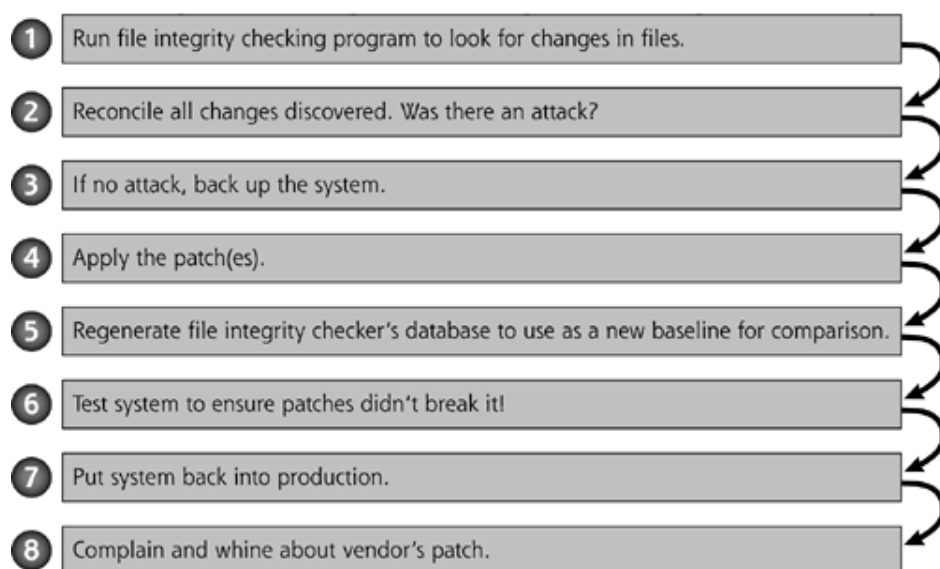 1 Run file integrity checking program to look for changes in files.
2 Reconcile all changes discovered. Was there an attack?
3 If no attack, back up the system.
4 Apply the patch(es).
5 Regenerate file integrity checker's database to use as a new baseline for comparison.
6 Test system to ensure patches didn't break it!
7 Put system back into production.
8 Complain and whine about vendor's patch.